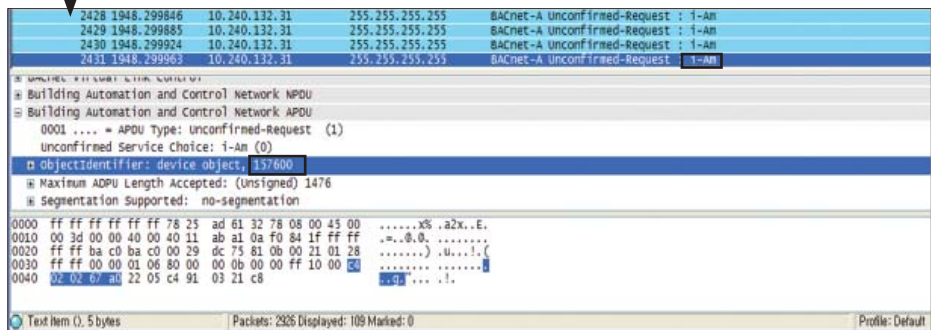 2428 1948.299846 10.240.132.31 255.255.255.255 BACnet-A Unconfirmed-Request : i-Am
2429 1948.299885 10.240.132.31 255.255.255.255 BACnet-A Unconfirmed-Request : i-Am
2430 1948.299924 10.240.132.31 255.255.255.255 BACnet-A Unconfirmed-Request : i-Am
2431 1948.299963 10.240.132.31 255.255.255.255 BACnet-A Unconfirmed-Request : i-Am
BACnet Virtual Link Control
Building Automation and Control Network NPDU
Building Automation and Control Network APDU
0001 .... = APDU Type: Unconfirmed-Request (1)
Unconfirmed Service Choice: i-Am (0)
ObjectIdentifier: device object, 157600
Maximum ADPU Length Accepted: (Unsigned) 1476
Segmentation Supported: no-segmentation
0000 ff ff ff ff ff ff 78 25 ad 61 32 78 08 00 45 00 ......x% .a2x..E.
0010 00 3d 00 00 40 00 40 11 ab a1 0a f0 84 1f ff ff .=..@.@. ........
0020 ff ff ba c0 ba c0 00 29 dc 75 81 0b 00 21 01 28 .......) .u...!.(
0030 ff ff 00 00 01 06 80 00 00 0b 00 00 ff 10 00 c4 ........ ........
0040 02 02 67 a0 22 05 c4 91 03 21 c8 ..g."... .!.
Text item (), 5 bytes Packets: 2926 Displayed: 109 Marked: 0 Profile: Default